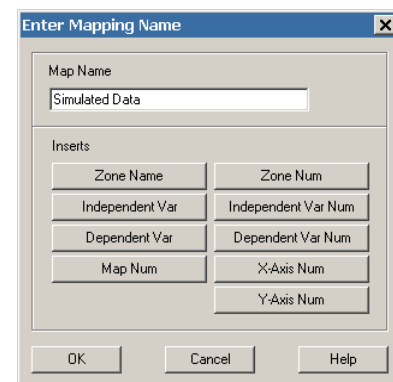 Enter Mapping Name
Map Name
Simulated Data
Inserts
Zone Name Zone Num
Independent Var Independent Var Num
Dependent Var Dependent Var Num
Map Num X-Axis Num
Y-Axis Num
OK Cancel Help